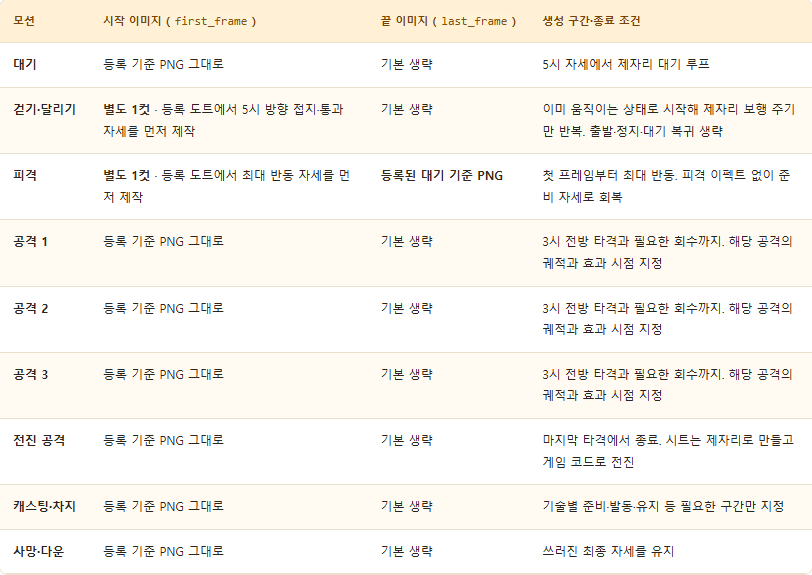 모션 시작 이미지 ( first_frame ) 끝 이미지 ( last_frame ) 생성 구간·종료 조건
대기 등록 기준 PNG 그대로 기본 생략 5시 자세에서 제자리 대기 루프
걷기·달리기 별도 1컷 · 등록 도트에서 5시 방향 접지·통과 기본 생략 이미 움직이는 상태로 시작해 제자리 보행 주기
자세를 먼저 제작 만 반복. 출발·정지·대기 복귀 생략
피격 별도 1컷 · 등록 도트에서 최대 반동 자세를 먼 등록된 대기 기준 PNG 첫 프레임부터 최대 반동. 피격 이펙트 없이 준
저 제작 비 자세로 회복
공격 1 등록 기준 PNG 그대로 기본 생략 3시 전방 타격과 필요한 회수까지. 해당 공격의
궤적과 효과 시점 지정
공격 2 등록 기준 PNG 그대로 기본 생략 3시 전방 타격과 필요한 회수까지. 해당 공격의
궤적과 효과 시점 지정
공격 3 등록 기준 PNG 그대로 기본 생략 3시 전방 타격과 필요한 회수까지. 해당 공격의
궤적과 효과 시점 지정
전진 공격 등록 기준 PNG 그대로 기본 생략 마지막 타격에서 종료. 시트는 제자리로 만들고
게임 코드로 전진
캐스팅·차지 등록 기준 PNG 그대로 기본 생략 기술별 준비·발동·유지 등 필요한 구간만 지정
사망·다운 등록 기준 PNG 그대로 기본 생략 쓰러진 최종 자세를 유지